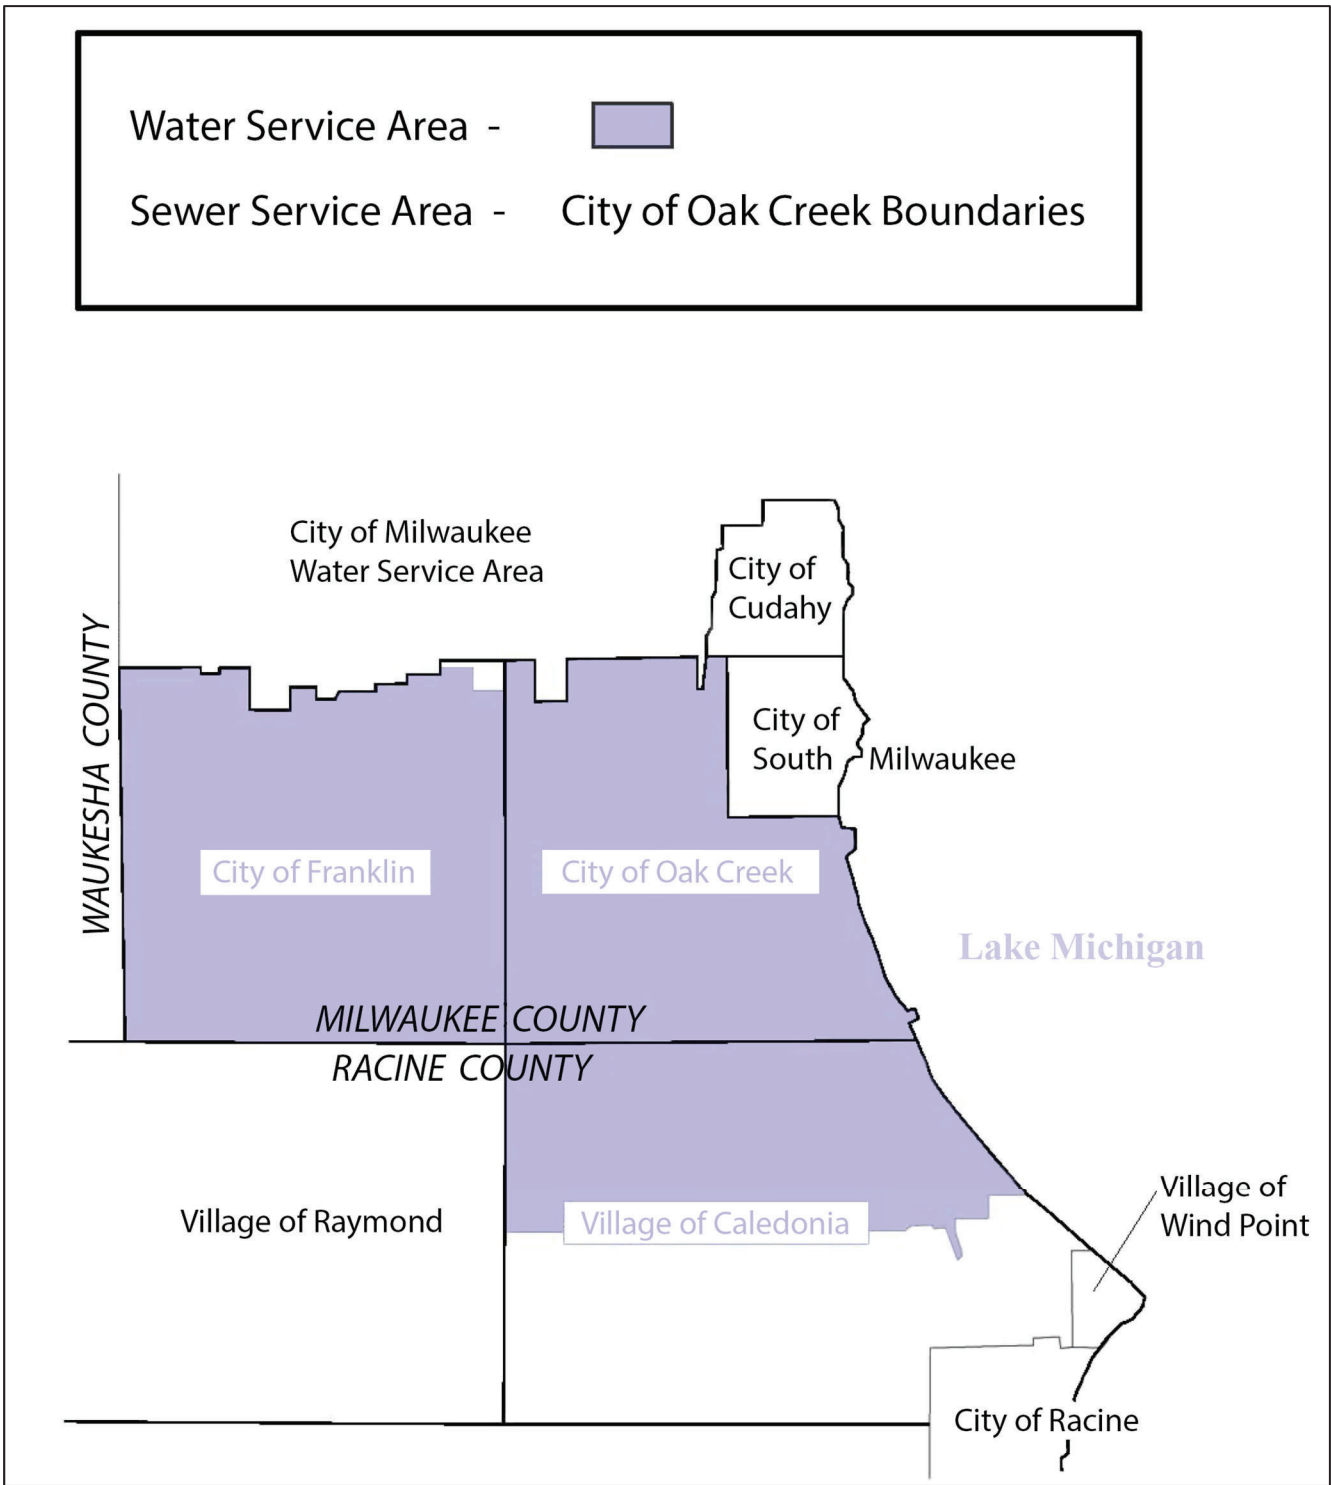 Water Service Area -
Sewer Service Area - City of Oak Creek Boundaries
City of Milwaukee
Water Service Area
City of
Cudahy
WAUKESHA COUNTY
City of
South Milwaukee
City of Franklin
City of Oak Creek
Lake Michigan
MILWAUKEE COUNTY
RACINE COUNTY
Village of Raymond
Village of Caledonia
Village of
Wind Point
City of Racine